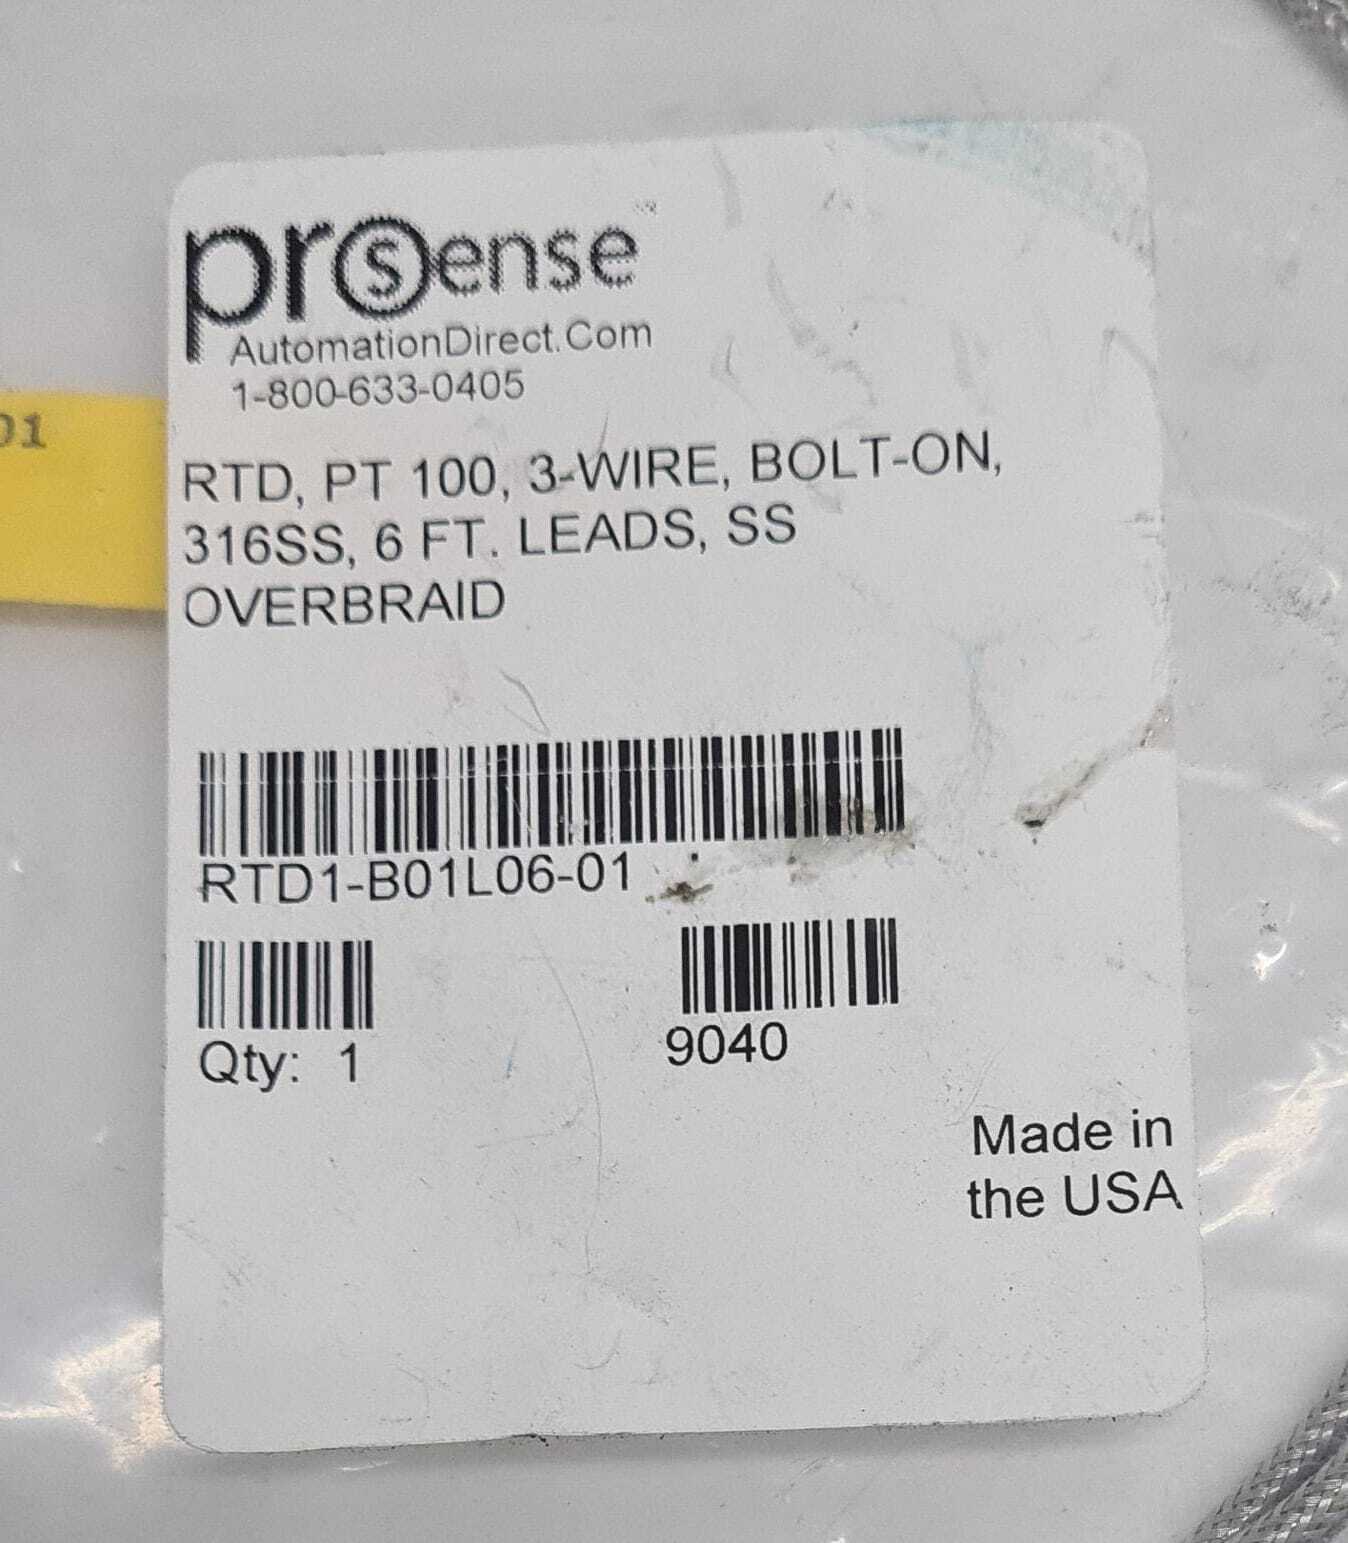 prosense
AutomationDirect.Com
1-800-633-0405
01
RTD, PT 100, 3-WIRE, BOLT-ON,
316SS, 6 FT. LEADS, SS
OVERBRAID
RTD1-B01L06-01
Qty: 1
9040
Made in
the USA